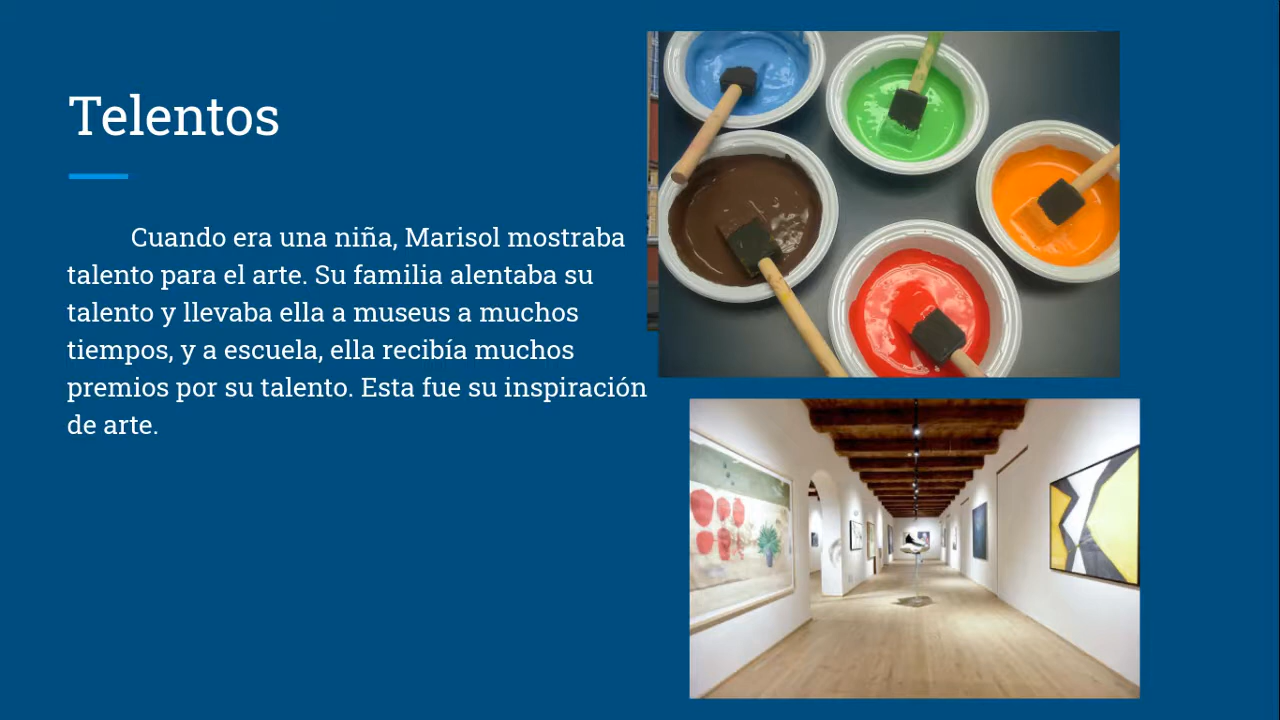 Telentos
Cuando era una niña, Marisol mostraba
talento para el arte. Su familia alentaba su
talento y llevaba ella a museus a muchos
tiempos, y a escuela, ella recibía muchos
premios por su talento. Esta fue su inspiración
de arte.